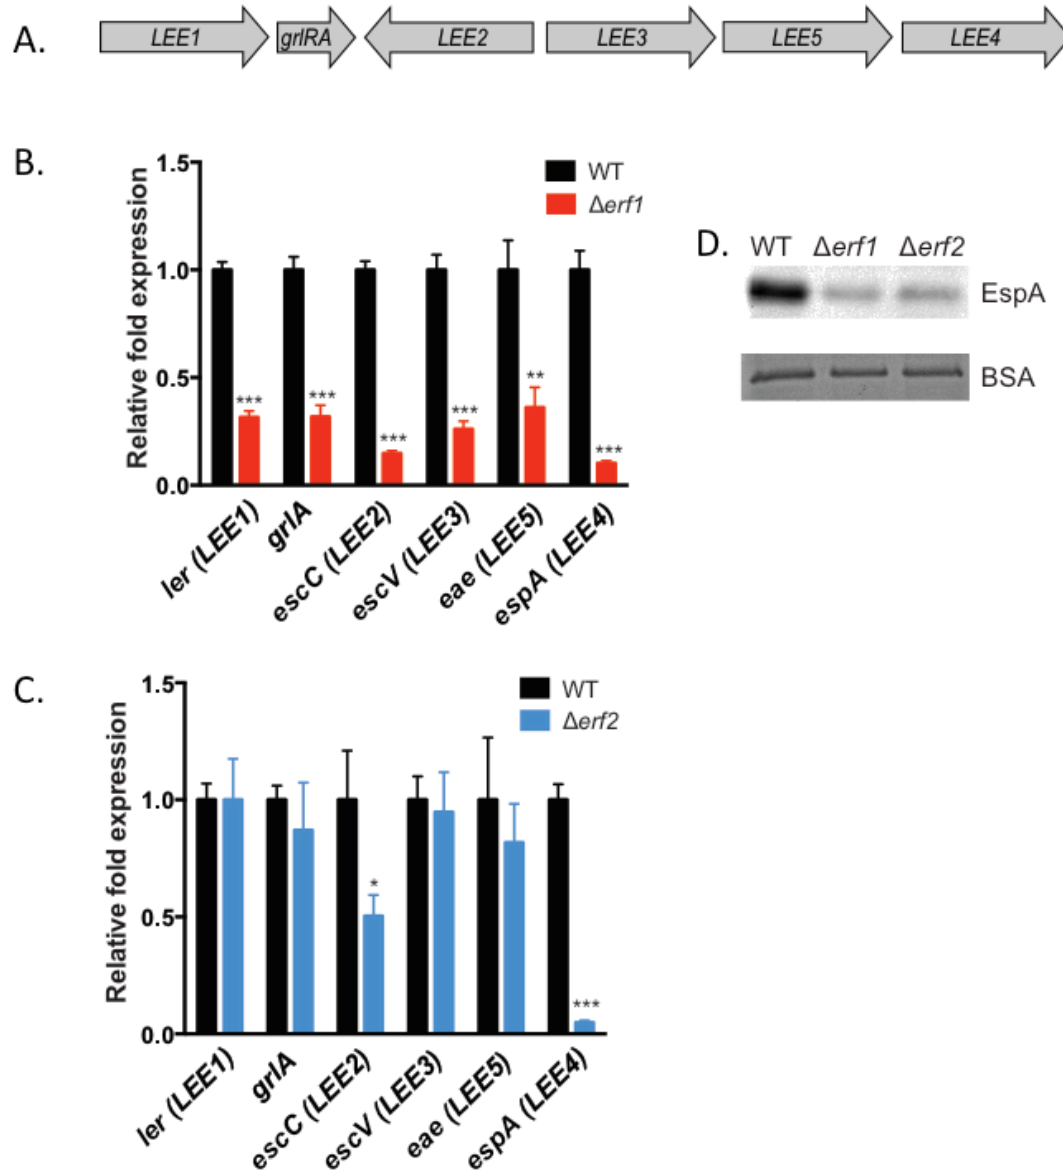 A.
LEE1
grlRA
LEE2
LEE3
LEE5
LEE4
B.
Relative fold expression
1.5
1.0
0.5
0.0
WT
Δerf1
***
***
***
***
**
***
ler (LEE1)
grlA
escC (LEE2)
escV (LEE3)
eae (LEE5)
espA (LEE4)
D.
WT Δerf1 Δerf2
EspA
BSA
C.
Relative fold expression
1.5
1.0
0.5
0.0
WT
Δerf2
*
***
ler (LEE1)
grlA
escC (LEE2)
escV (LEE3)
eae (LEE5)
espA (LEE4)